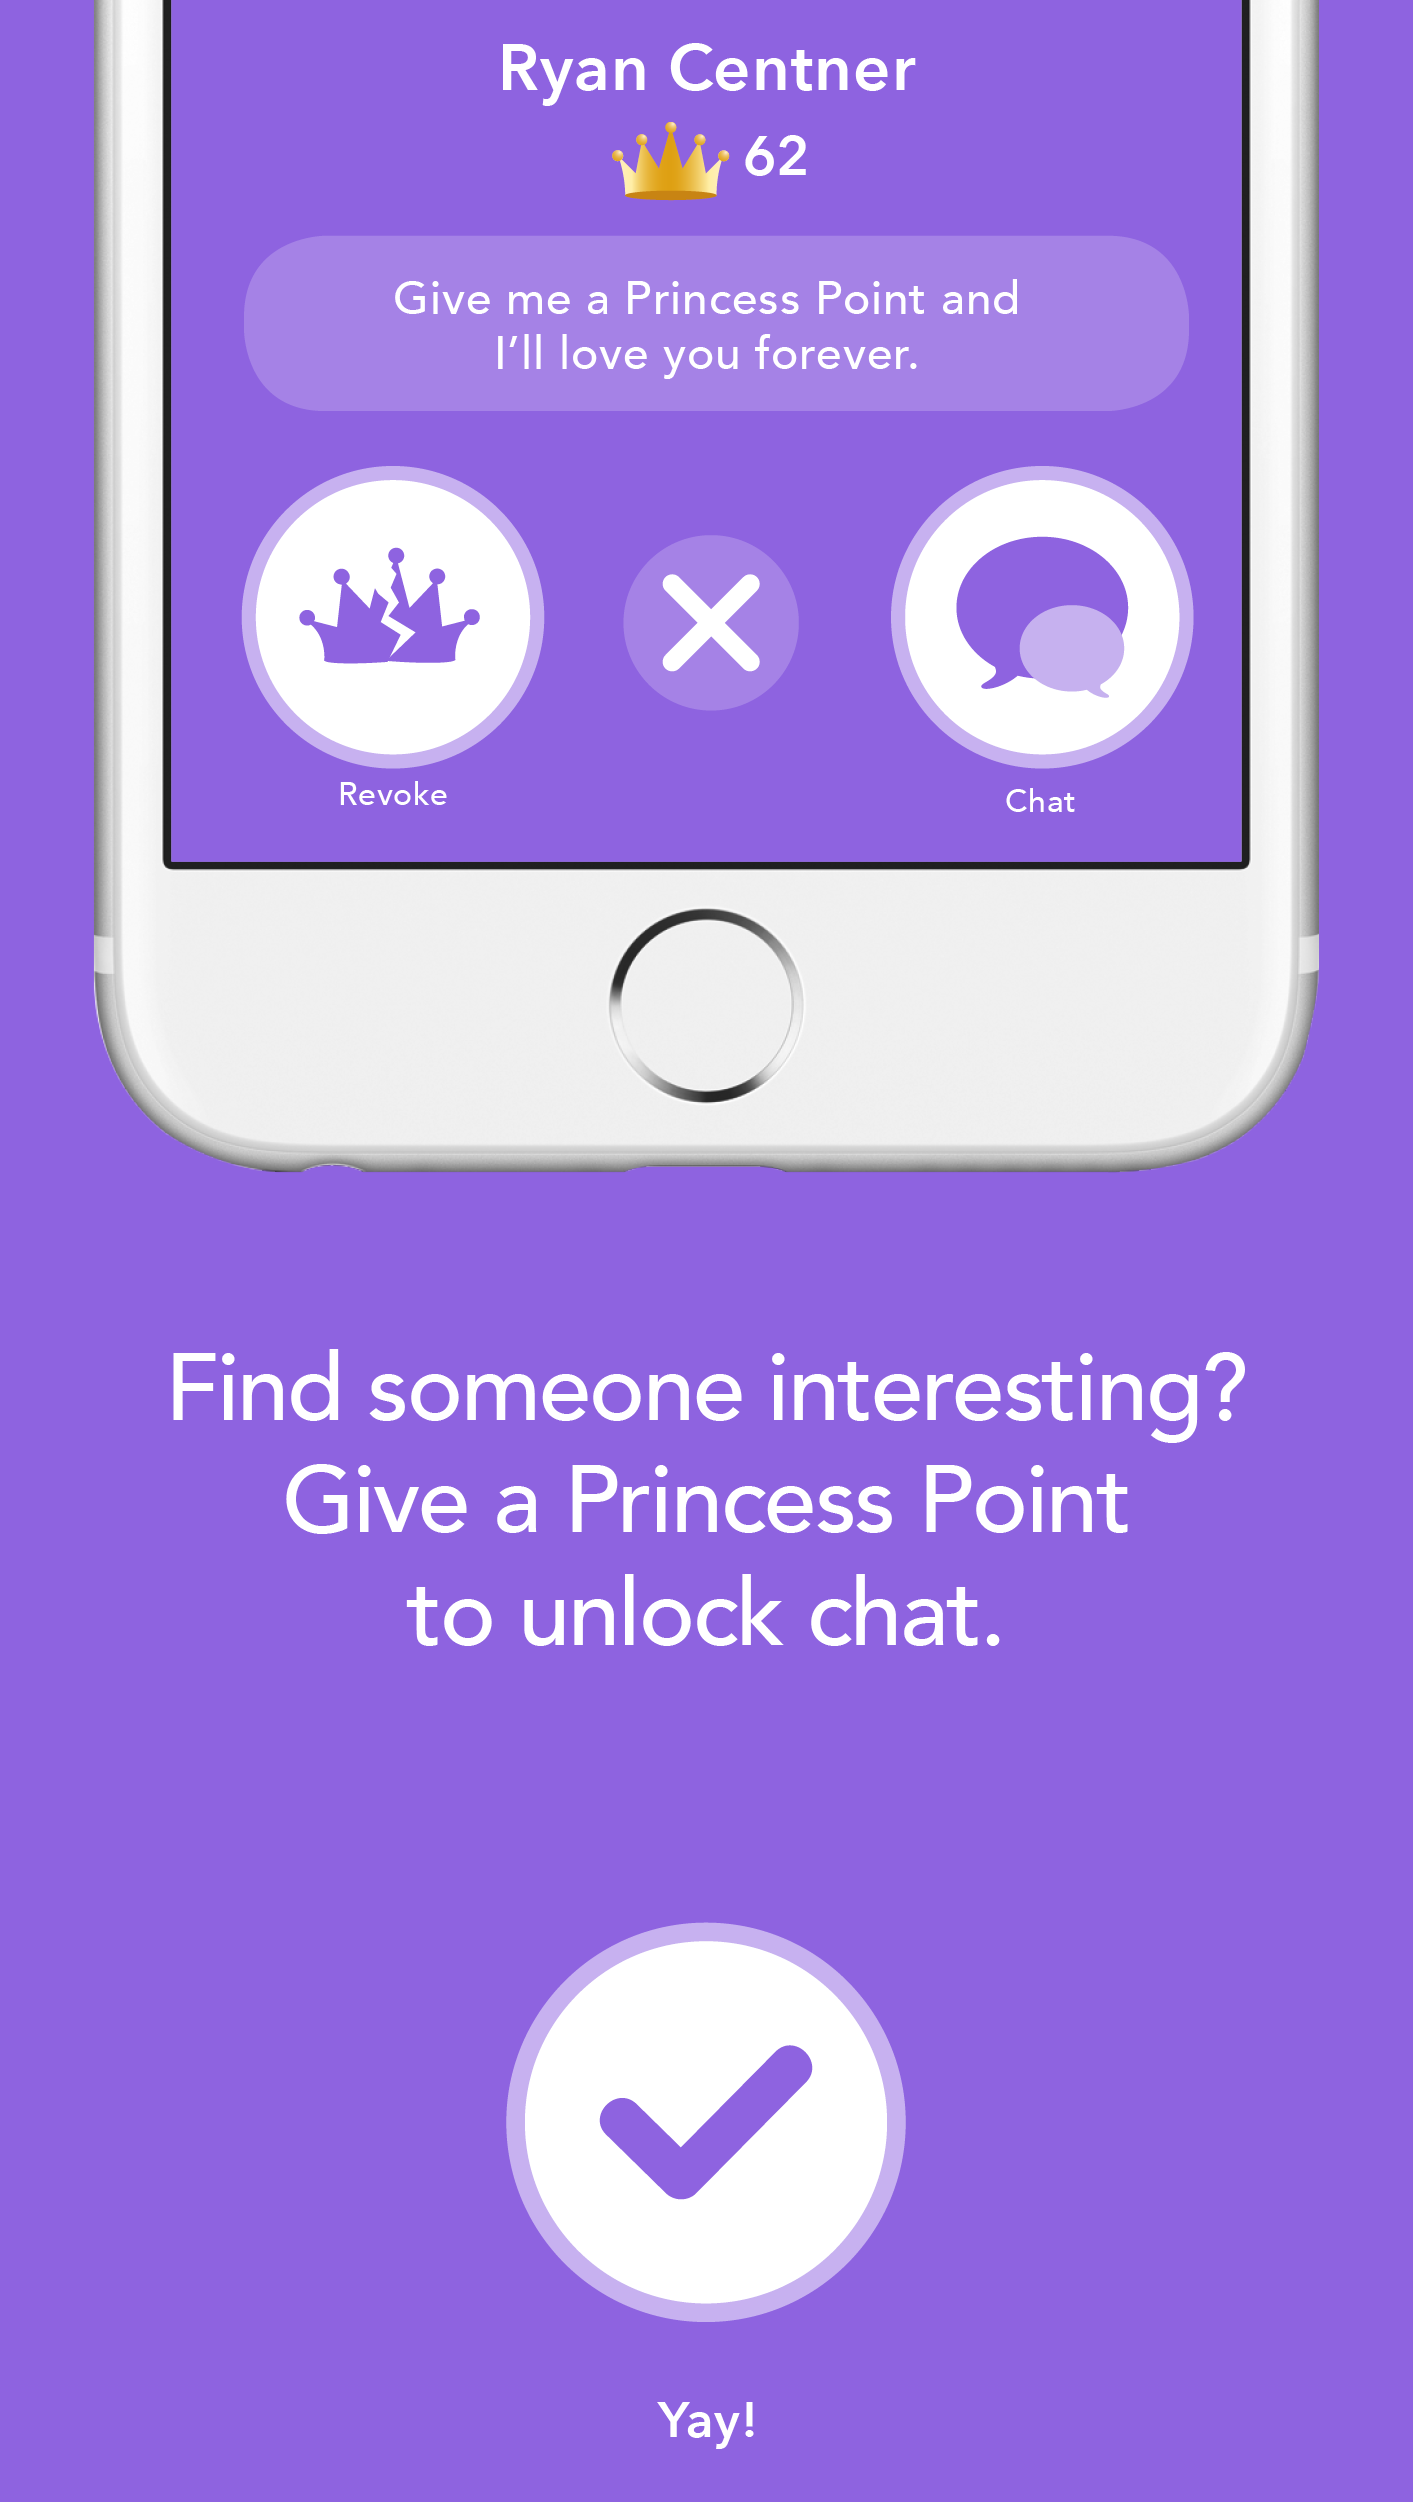 Ryan Centner
62
Give me a Princess Point and
I’ll love you forever.
Revoke
Chat
Find someone interesting?
Give a Princess Point
to unlock chat.
Yay!